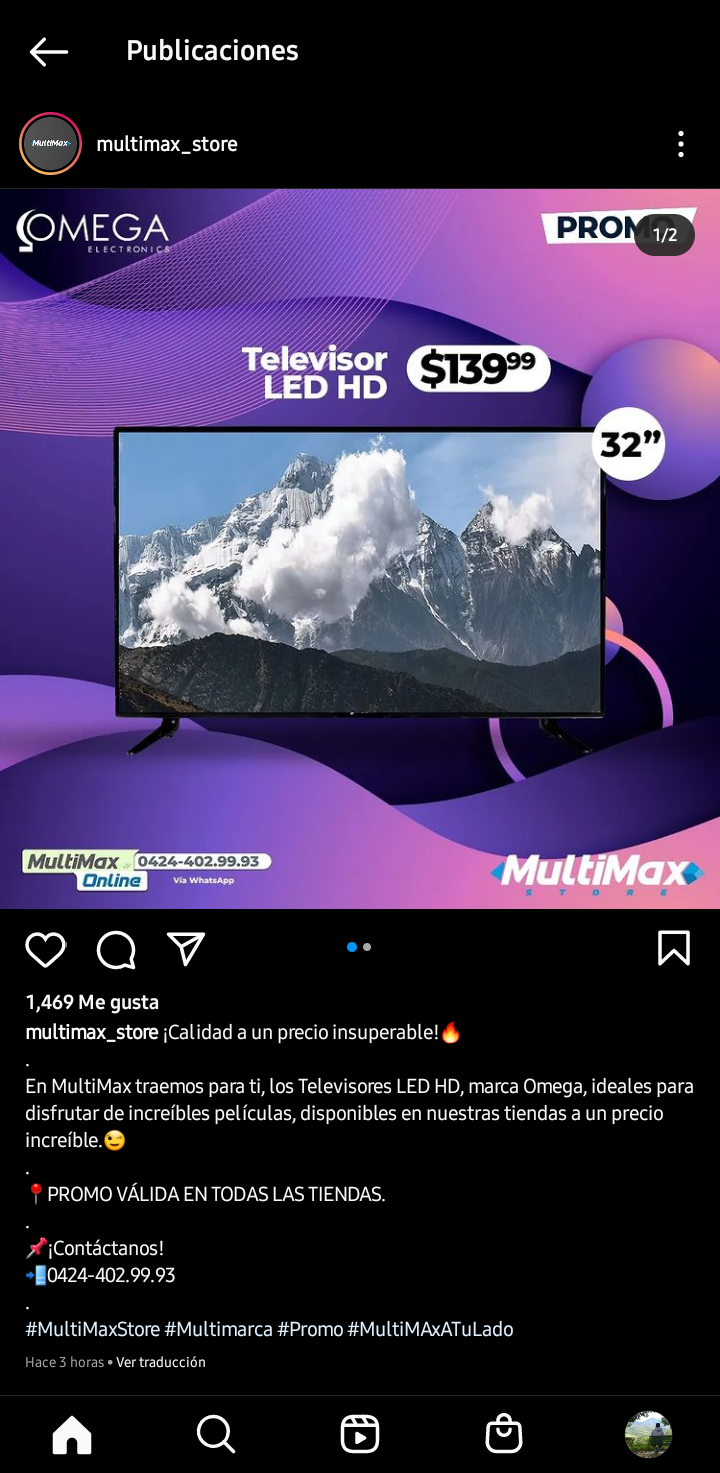 Publicaciones
MultiMax
multimax_store
OMEGA
ELECTRONICS
1/2
Televisor
LED HD
$139⁹⁹
32”
MultiMax
0424-402.99.93
Online
Vía WhatsApp
MultiMax
STORE
1,469 Me gusta
multimax_store ¡Calidad a un precio insuperable!🔥
.
En MultiMax traemos para ti, los Televisores LED HD, marca Omega, ideales para
disfrutar de increíbles películas, disponibles en nuestras tiendas a un precio
increíble.😉
.
📍PROMO VÁLIDA EN TODAS LAS TIENDAS.
.
📌¡Contáctanos!
📲0424-402.99.93
.
#MultiMaxStore #Multimarca #Promo #MultiMAxATuLado
Hace 3 horas • Ver traducción